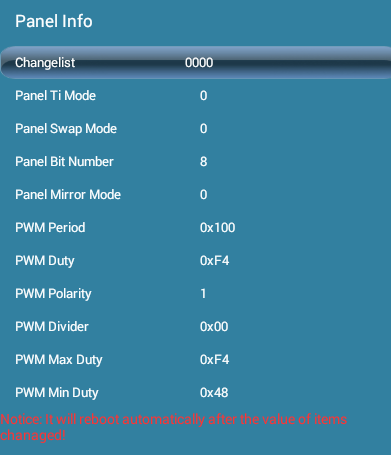 Panel Info
Changelist 0000
Panel Ti Mode 0
Panel Swap Mode 0
Panel Bit Number 8
Panel Mirror Mode 0
PWM Period 0x100
PWM Duty 0xF4
PWM Polarity 1
PWM Divider 0x00
PWM Max Duty 0xF4
PWM Min Duty 0x48
Notice:It will reboot automatically after the value of items
chanaged!